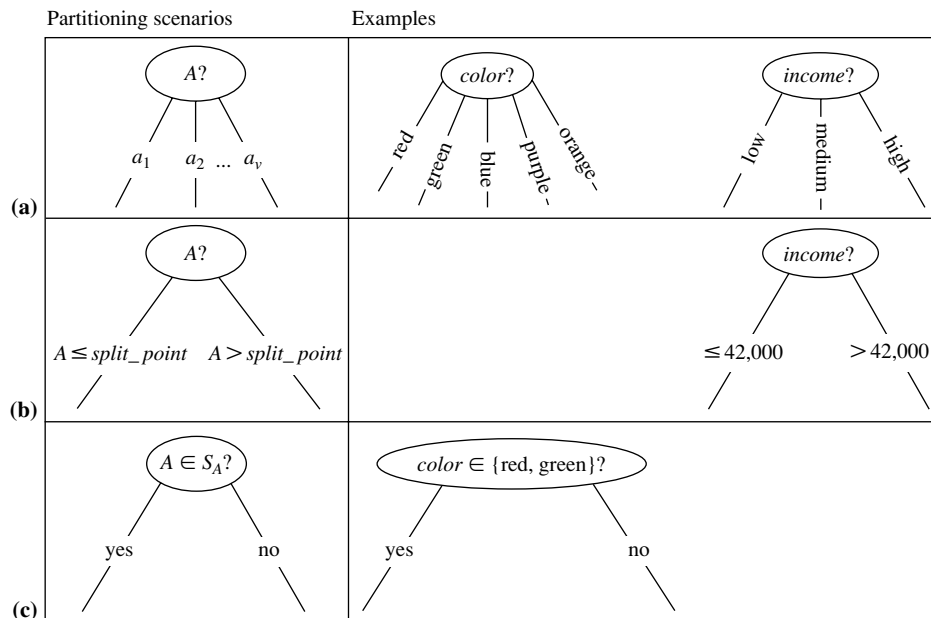 Partitioning scenarios Examples
A? color? income?
a1 a2 ... av red green blue purple orange low medium high
(a)
A? income?
A ≤ split_point A > split_point ≤ 42,000 > 42,000
(b)
A ∈ SA? color ∈ {red, green}?
yes no yes no
(c)